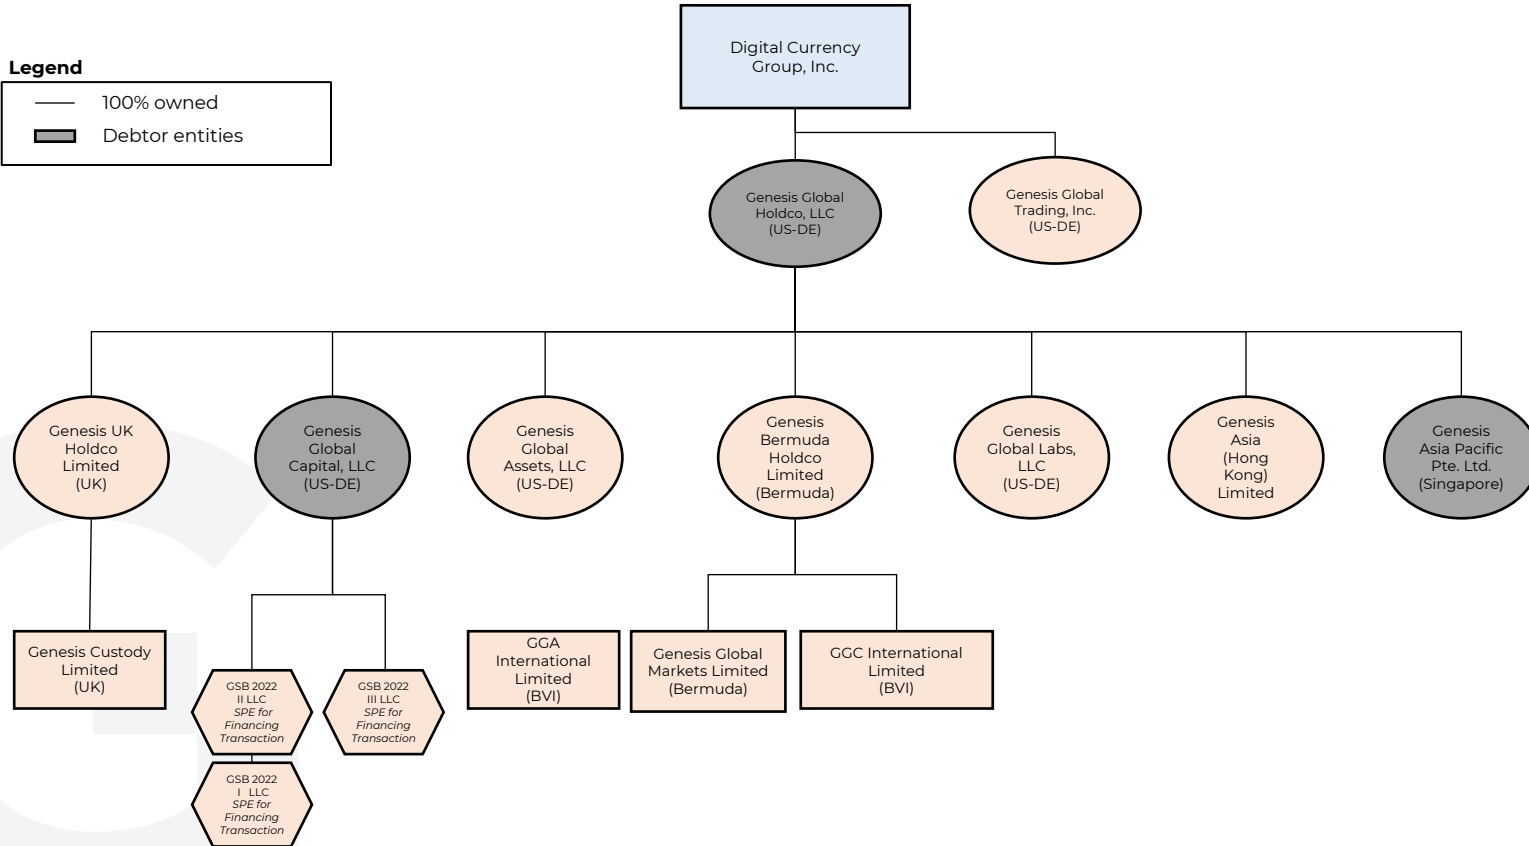 Digital Currency
Group, Inc.
Legend
100% owned
Debtor entities
Genesis Global
Holdco, LLC
(US-DE)
Genesis Global
Trading, Inc.
(US-DE)
Genesis UK
Holdco
Limited
(UK)
Genesis
Global
Capital, LLC
(US-DE)
Genesis
Global
Assets, LLC
(US-DE)
Genesis
Bermuda
Holdco
Limited
(Bermuda)
Genesis
Global Labs,
LLC
(US-DE)
Genesis
Asia
(Hong
Kong)
Limited
Genesis
Asia Pacific
Pte. Ltd.
(Singapore)
Genesis Custody
Limited
(UK)
GSB 2022
II LLC
SPE for
Financing
Transaction
GSB 2022
III LLC
SPE for
Financing
Transaction
GGA
International
Limited
(BVI)
Genesis Global
Markets Limited
(Bermuda)
GGC International
Limited
(BVI)
GSB 2022
I LLC
SPE for
Financing
Transaction